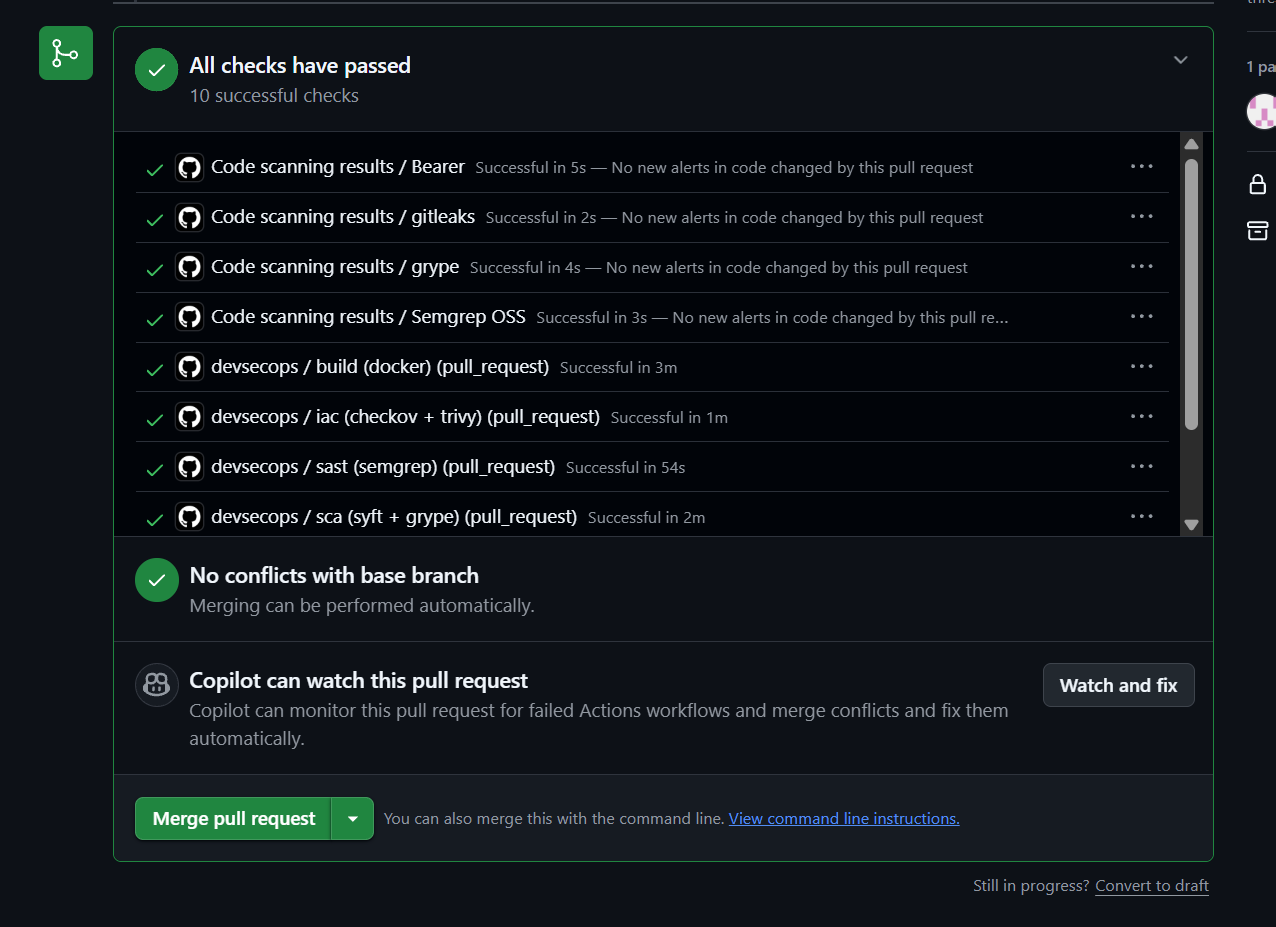 All checks have passed
10 successful checks
1 pa
Code scanning results / Bearer Successful in 5s — No new alerts in code changed by this pull request
Code scanning results / gitleaks Successful in 2s — No new alerts in code changed by this pull request
Code scanning results / grype Successful in 4s — No new alerts in code changed by this pull request
Code scanning results / Semgrep OSS Successful in 3s — No new alerts in code changed by this pull re...
devsecops / build (docker) (pull_request) Successful in 3m
devsecops / iac (checkov + trivy) (pull_request) Successful in 1m
devsecops / sast (semgrep) (pull_request) Successful in 54s
devsecops / sca (syft + grype) (pull_request) Successful in 2m
No conflicts with base branch
Merging can be performed automatically.
Copilot can watch this pull request
Copilot can monitor this pull request for failed Actions workflows and merge conflicts and fix them
automatically.
Watch and fix
Merge pull request
You can also merge this with the command line. View command line instructions.
Still in progress? Convert to draft